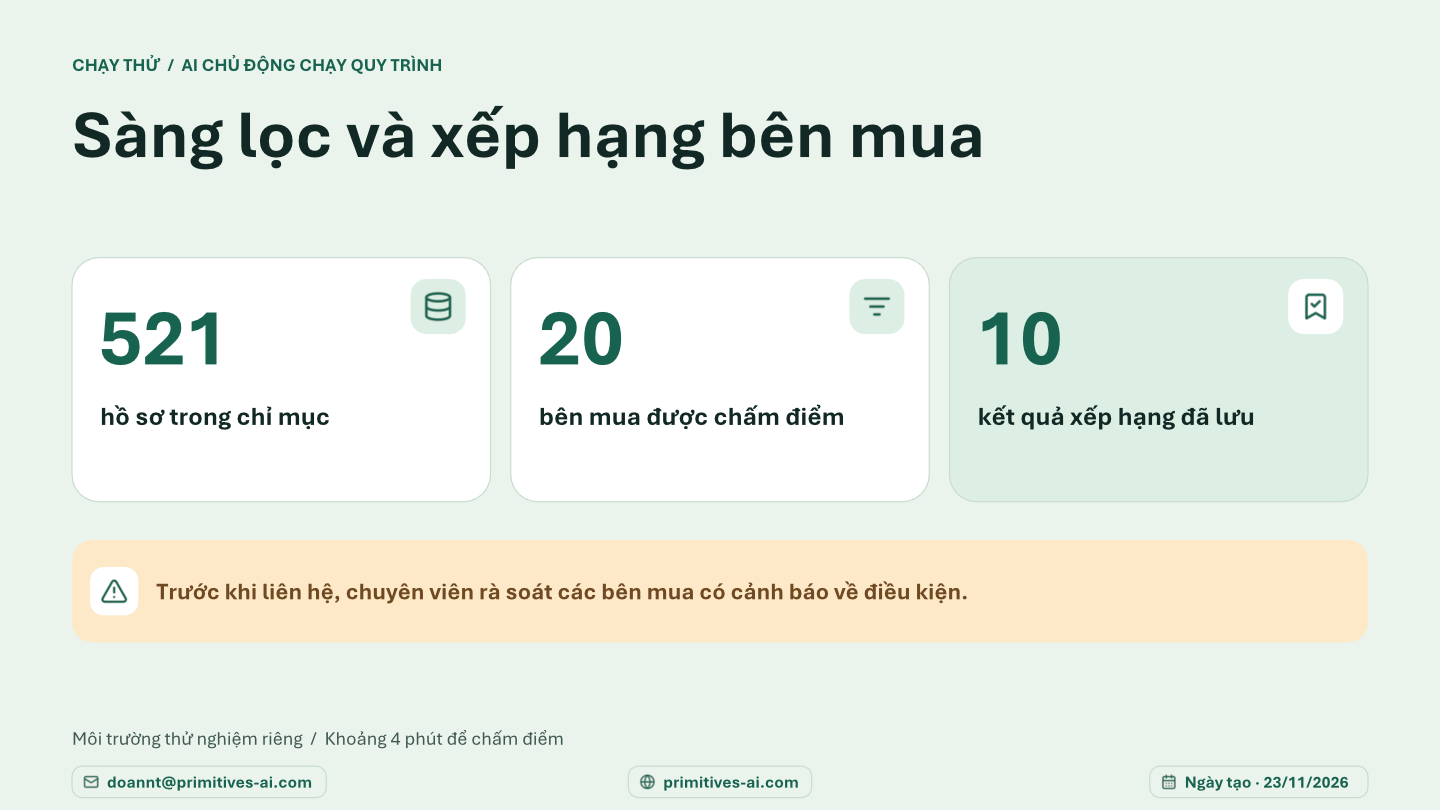 CHẠY THỬ / AI CHỦ ĐỘNG CHẠY QUY TRÌNH
Sàng lọc và xếp hạng bên mua
521
hồ sơ trong chỉ mục
20
bên mua được chấm điểm
10
kết quả xếp hạng đã lưu
Trước khi liên hệ, chuyên viên rà soát các bên mua có cảnh báo về điều kiện.
Môi trường thử nghiệm riêng / Khoảng 4 phút để chấm điểm
doannt@primitives-ai.com
primitives-ai.com
Ngày tạo · 23/11/2026